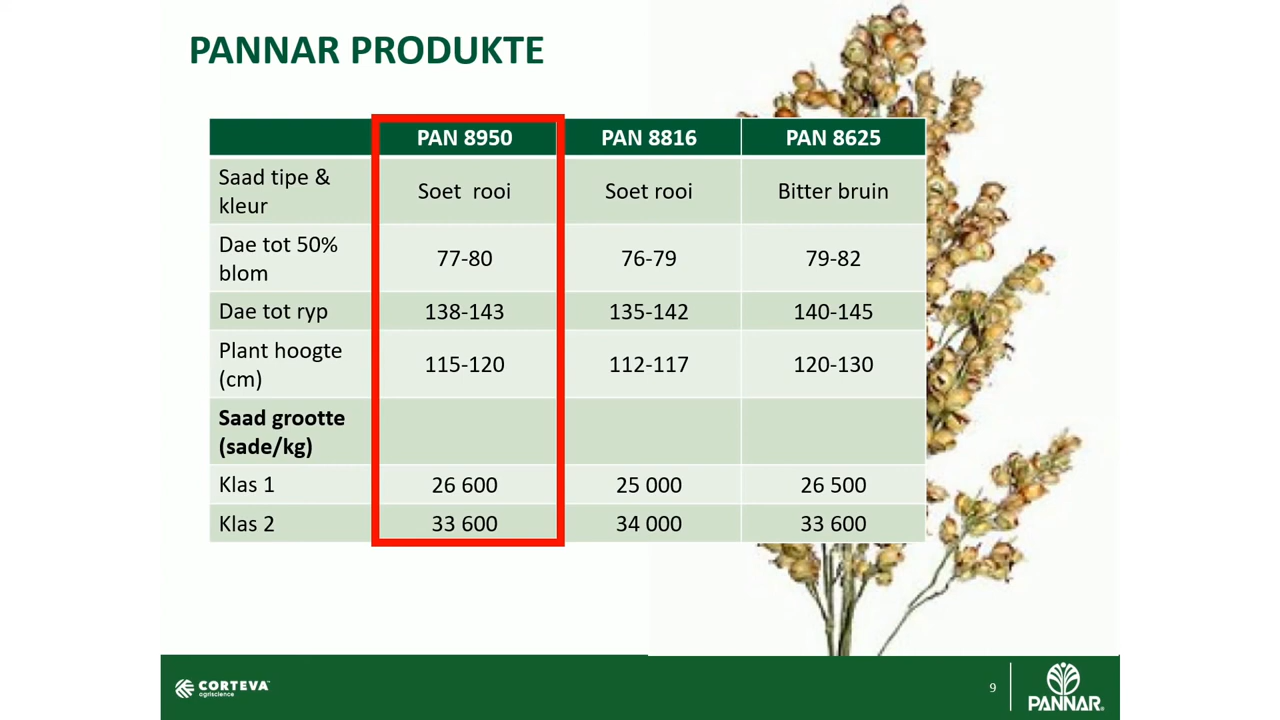 PANNAR PRODUKTE
PAN 8950 PAN 8816 PAN 8625
Saad tipe &
kleur
Soet rooi Soet rooi Bitter bruin
Dae tot 50%
blom
77-80 76-79 79-82
Dae tot ryp 138-143 135-142 140-145
Plant hoogte
(cm)
115-120 112-117 120-130
Saad grootte
(sade/kg)
Klas 1 26 600 25 000 26 500
Klas 2 33 600 34 000 33 600
CORTEVA™
agriscience
9
PANNAR®